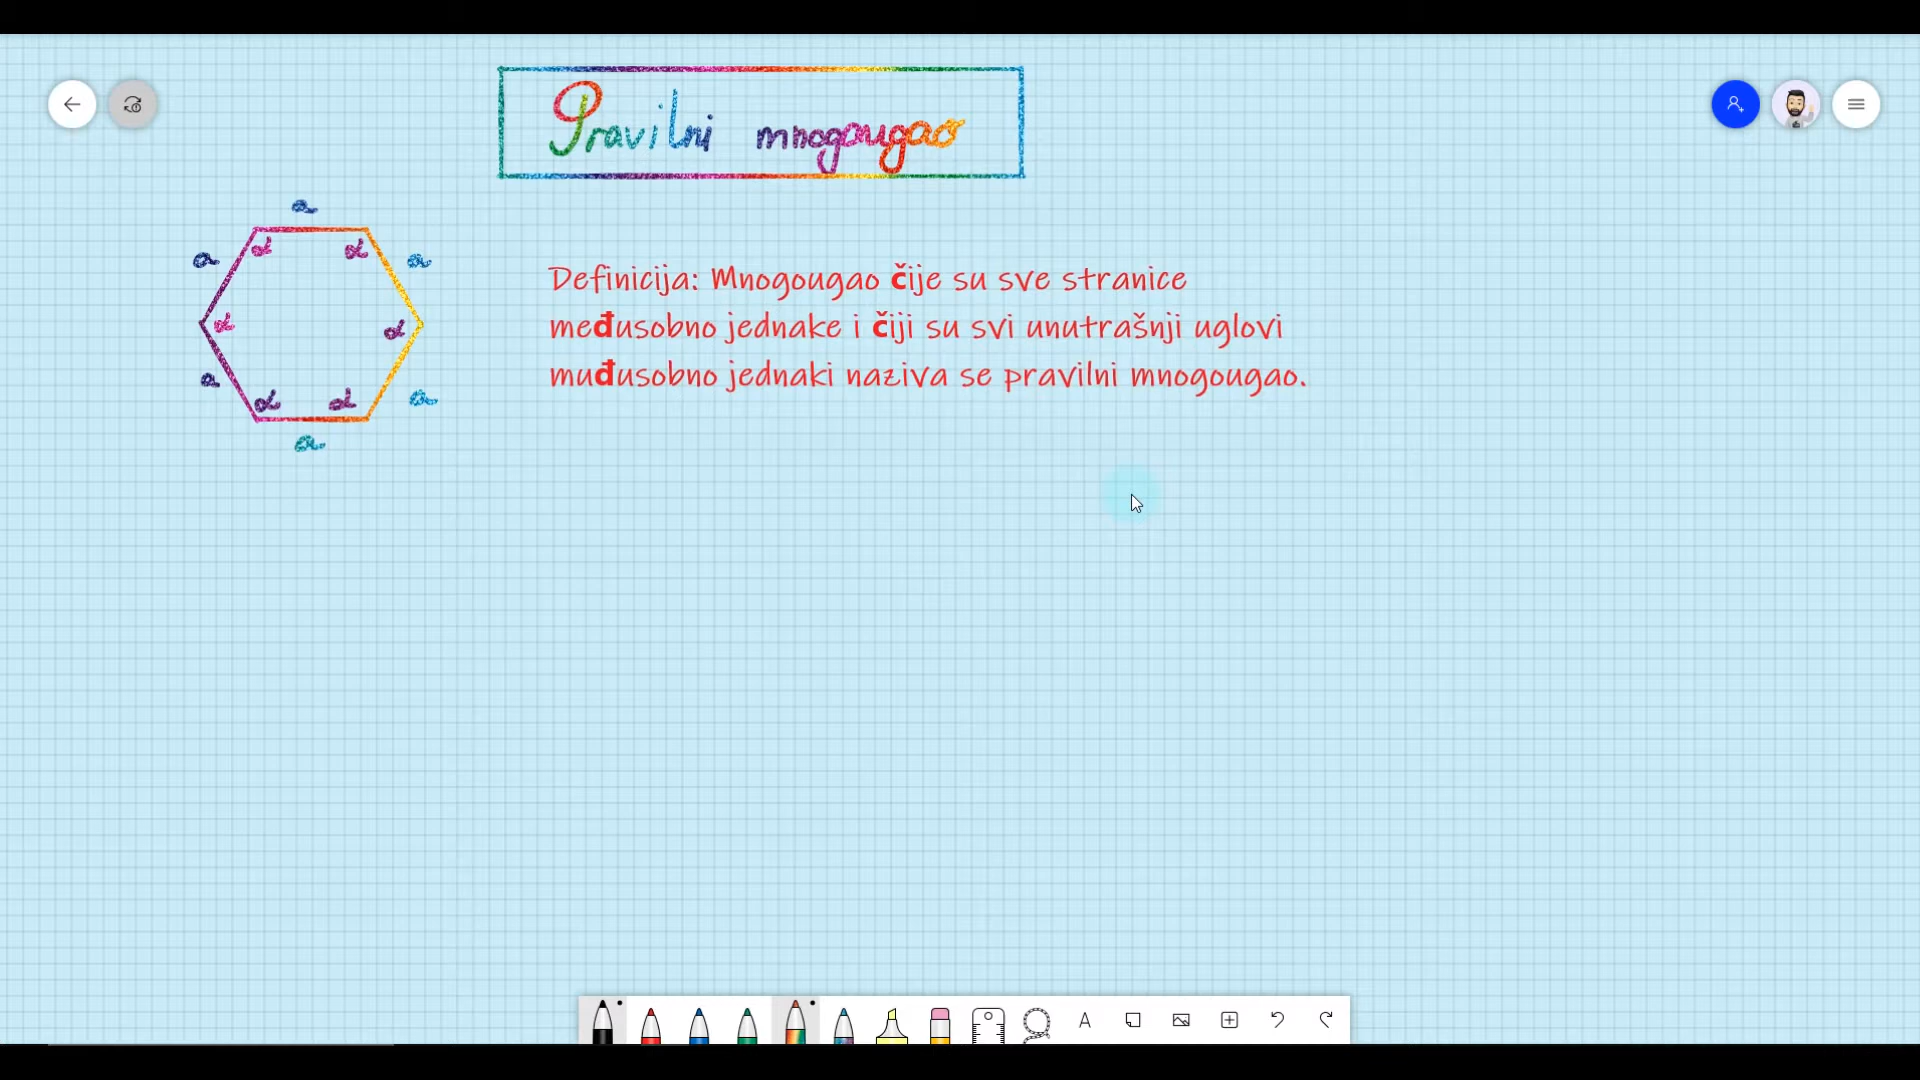 Pravilni mnogougao
a
a
a
α
α
α
α
a
α
α
a
a
Definicija: Mnogougao čije su sve stranice
međusobno jednake i čiji su svi unutrašnji uglovi
muđusobno jednaki naziva se pravilni mnogougao.
A